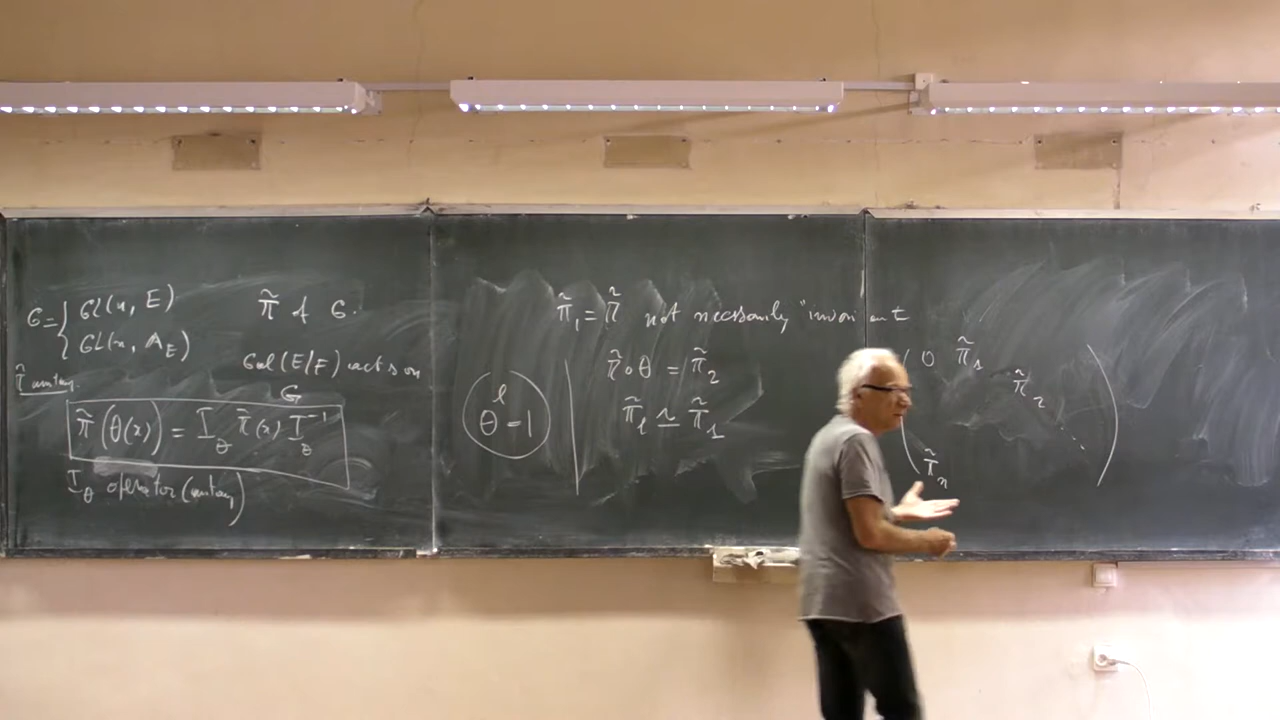 G = { GL(n, E)
GL(n, A_E)
π̃ of G.
Gal(E/F) acts on
G
π̃ unitary.
π̃(θ(x)) = I_θ π̃(x) I_θ^{-1}
I_θ operator (unitary)
θ^ℓ = 1
π̃_1 = π̃ not necessarily "invariant
π̃∘θ = π̃_2
π̃_ℓ ≃ π̃_1
0 π̃_1
π̃_2
π̃_n